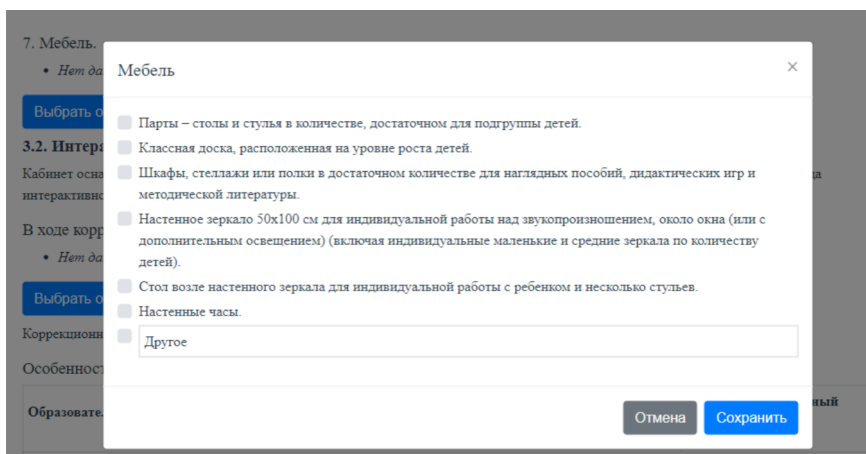 7. Мебель.
• Нет да
Выбрать о
3.2. Интера
Кабинет осна
интерактивно
В ходе корр
• Нет да
Выбрать о
Коррекционн
Особенност
Образовате.
Мебель
×
Парты – столы и стулья в количестве, достаточном для подгруппы детей.
Классная доска, расположенная на уровне роста детей.
Шкафы, стеллажи или полки в достаточном количестве для наглядных пособий, дидактических игр и
методической литературы.
Настенное зеркало 50х100 см для индивидуальной работы над звукопроизношением, около окна (или с
дополнительным освещением) (включая индивидуальные маленькие и средние зеркала по количеству
детей).
Стол возле настенного зеркала для индивидуальной работы с ребенком и несколько стульев.
Настенные часы.
Другое
Отмена
Сохранить
ный